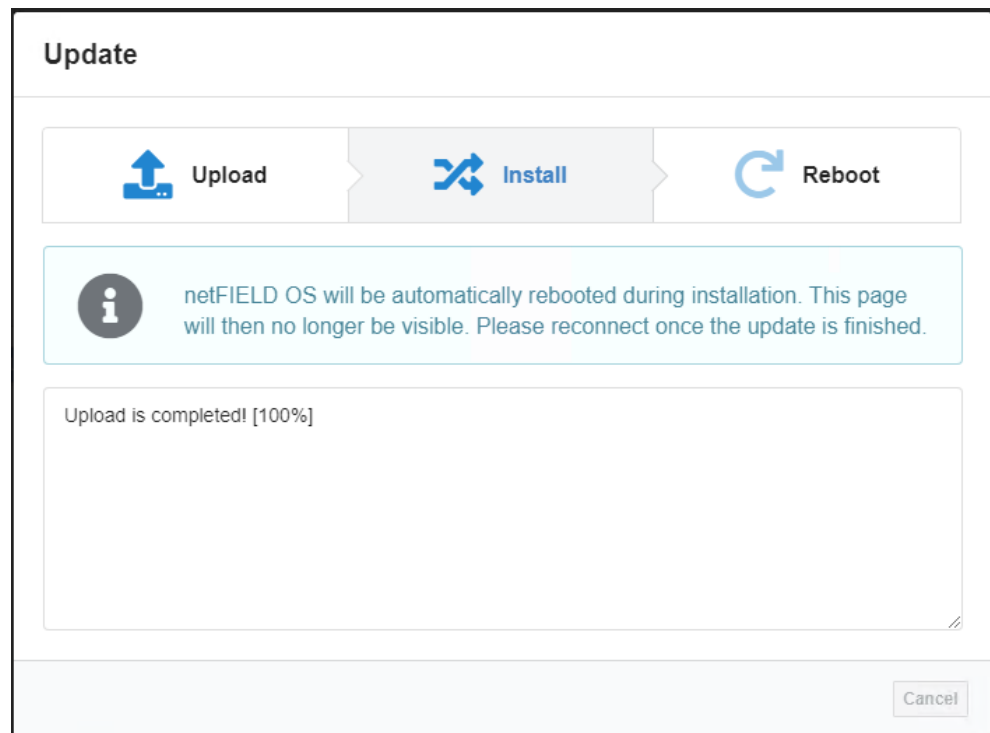 Update
Upload
Install
Reboot
netFIELD OS will be automatically rebooted during installation. This page
will then no longer be visible. Please reconnect once the update is finished.
Upload is completed! [100%]
Cancel